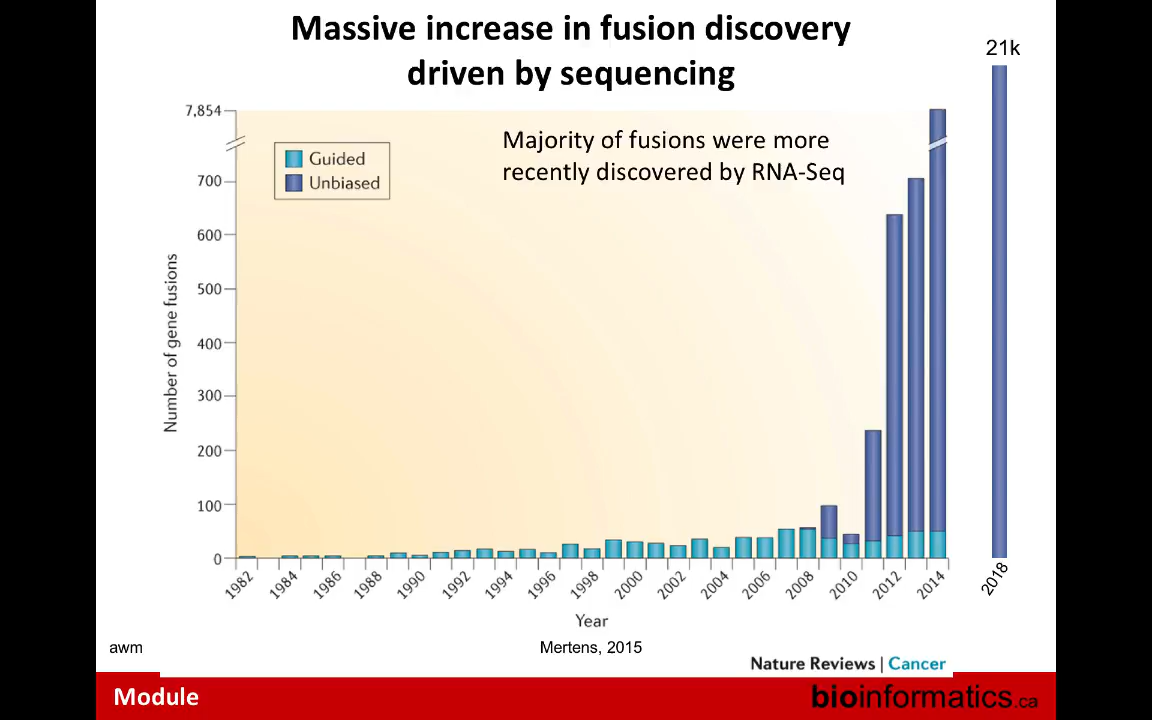 Massive increase in fusion discovery
driven by sequencing
21k
7,854
Majority of fusions were more
recently discovered by RNA-Seq
Guided
Unbiased
700
600
500
400
300
200
100
0
Number of gene fusions
1982
1984
1986
1988
1990
1992
1994
1996
1998
2000
2002
2004
2006
2008
2010
2012
2014
2018
Year
awm
Mertens, 2015
Nature Reviews | Cancer
Module
bioinformatics.ca